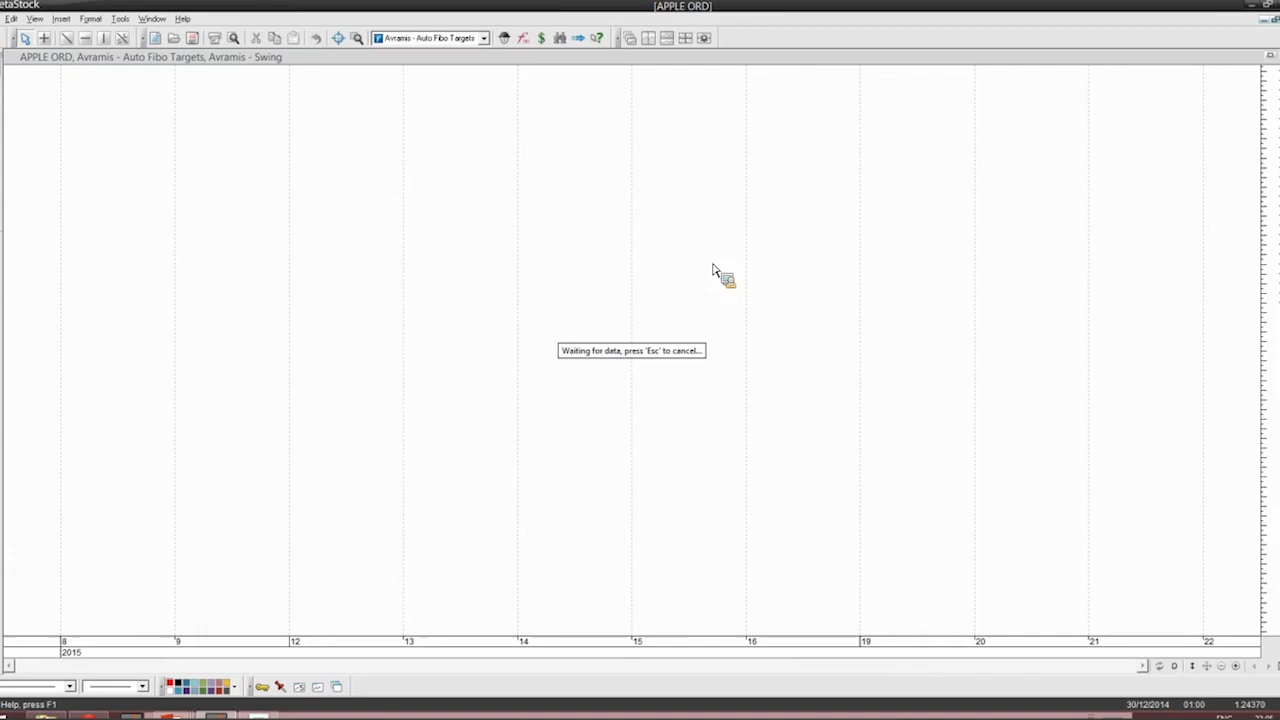 etaStock
[APPLE ORD]
Edit View Insert Format Tools Window Help
Avramis - Auto Fibo Targets
APPLE ORD, Avramis - Auto Fibo Targets, Avramis - Swing
Waiting for data, press 'Esc' to cancel...
8 9 12 13 14 15 16 19 20 21 22
2015
D
Help, press F1
30/12/2014 01:00 1.24370